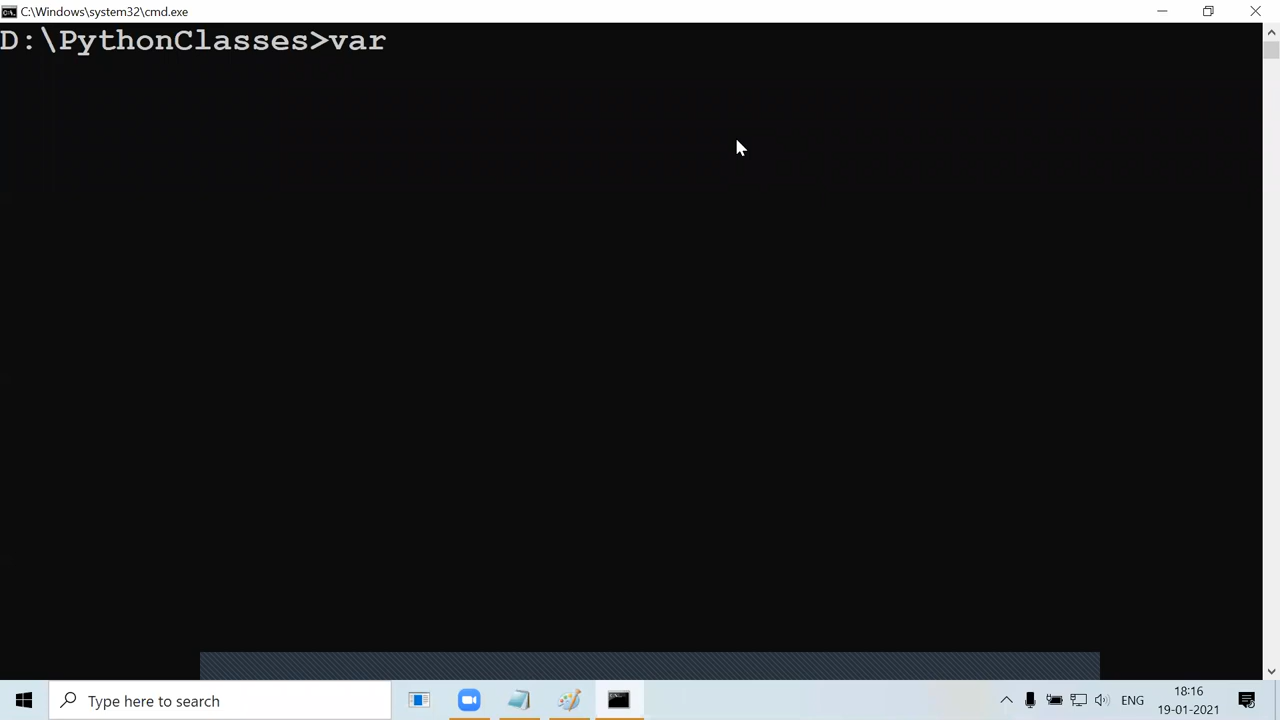 C:\Windows\system32\cmd.exe
D:\PythonClasses>var
Type here to search
ENG
18:16
19-01-2021